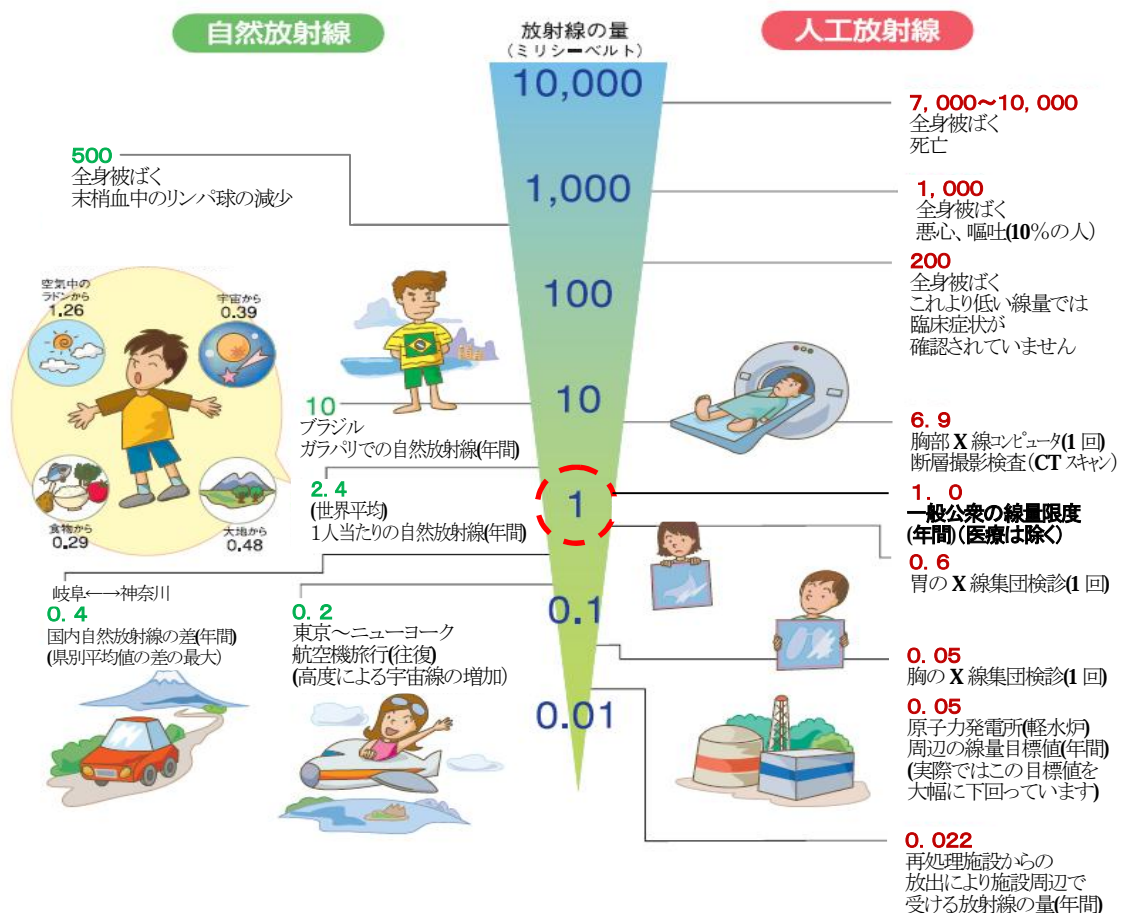 自然放射線
放射線の量
(ミリシーベルト)
人工放射線
10,000
1,000
100
10
1
0.1
0.01
500
全身被ばく
末梢血中のリンパ球の減少
空気中の
ラドンから
1.26
宇宙から
0.39
食物から
0.29
大地から
0.48
10
ブラジル
ガラパリでの自然放射線(年間)
2.4
(世界平均)
1人当たりの自然放射線(年間)
岐阜←→神奈川
0.4
国内自然放射線の差(年間)
(県別平均値の差の最大)
0.2
東京～ニューヨーク
航空機旅行(往復)
(高度による宇宙線の増加)
7,000～10,000
全身被ばく
死亡
1,000
全身被ばく
悪心、嘔吐(10%の人)
200
全身被ばく
これより低い線量では
臨床症状が
確認されていません
6.9
胸部X線コンピュータ(1回)
断層撮影検査(CTスキャン)
1.0
一般公衆の線量限度
(年間)(医療は除く)
0.6
胃のX線集団検診(1回)
0.05
胸のX線集団検診(1回)
0.05
原子力発電所(軽水炉)
周辺の線量目標値(年間)
(実際ではこの目標値を
大幅に下回っています)
0.022
再処理施設からの
放出により施設周辺で
受ける放射線の量(年間)